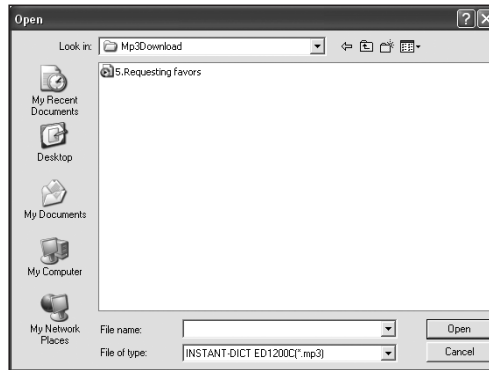 Open
Look in:
Mp3Download
5.Requesting favors
My Recent
Documents
Desktop
My Documents
My Computer
My Network
Places
File name:
Open
File of type:
INSTANT-DICT ED1200C(*.mp3)
Cancel